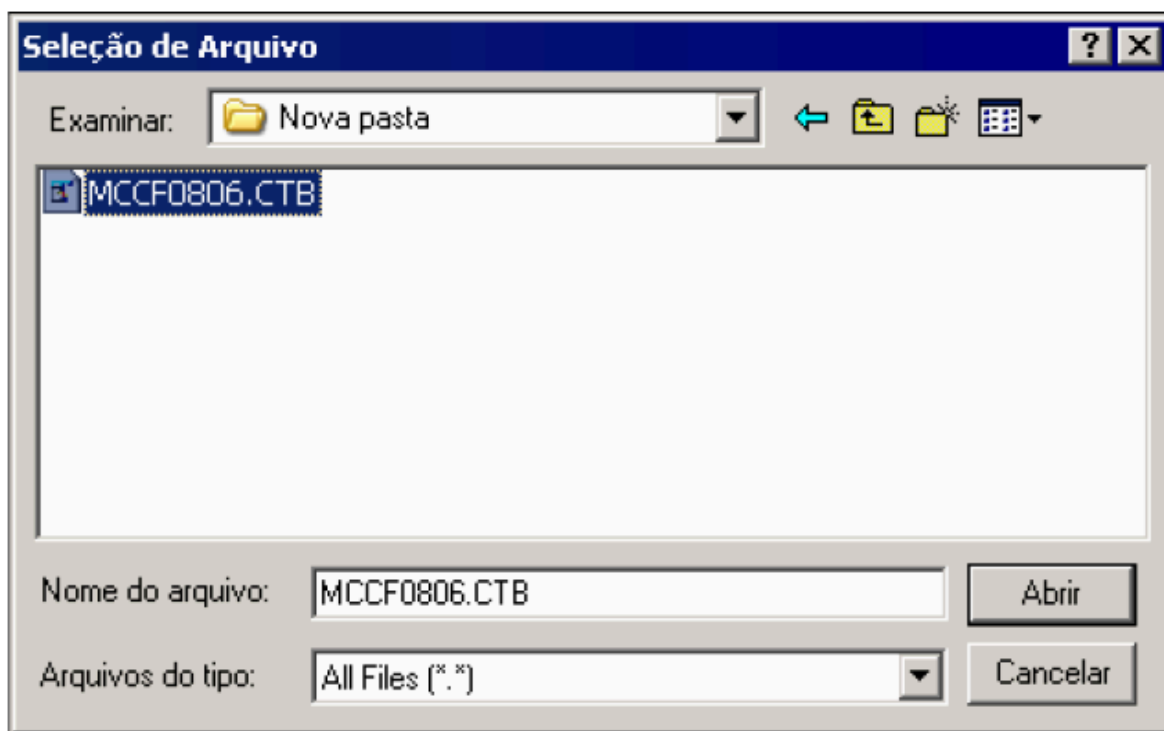 Seleção de Arquivo
Examinar: Nova pasta
MCCF0806.CTB
Nome do arquivo: MCCF0806.CTB Abrir
Arquivos do tipo: All Files (*.*) Cancelar